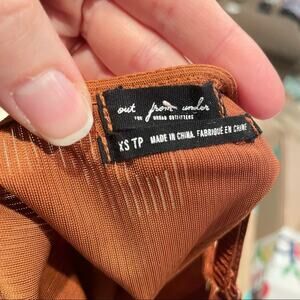 out from under
FOR URBAN OUTFITTERS
XS TP MADE IN CHINA. FABRIQUÉ EN CHINE